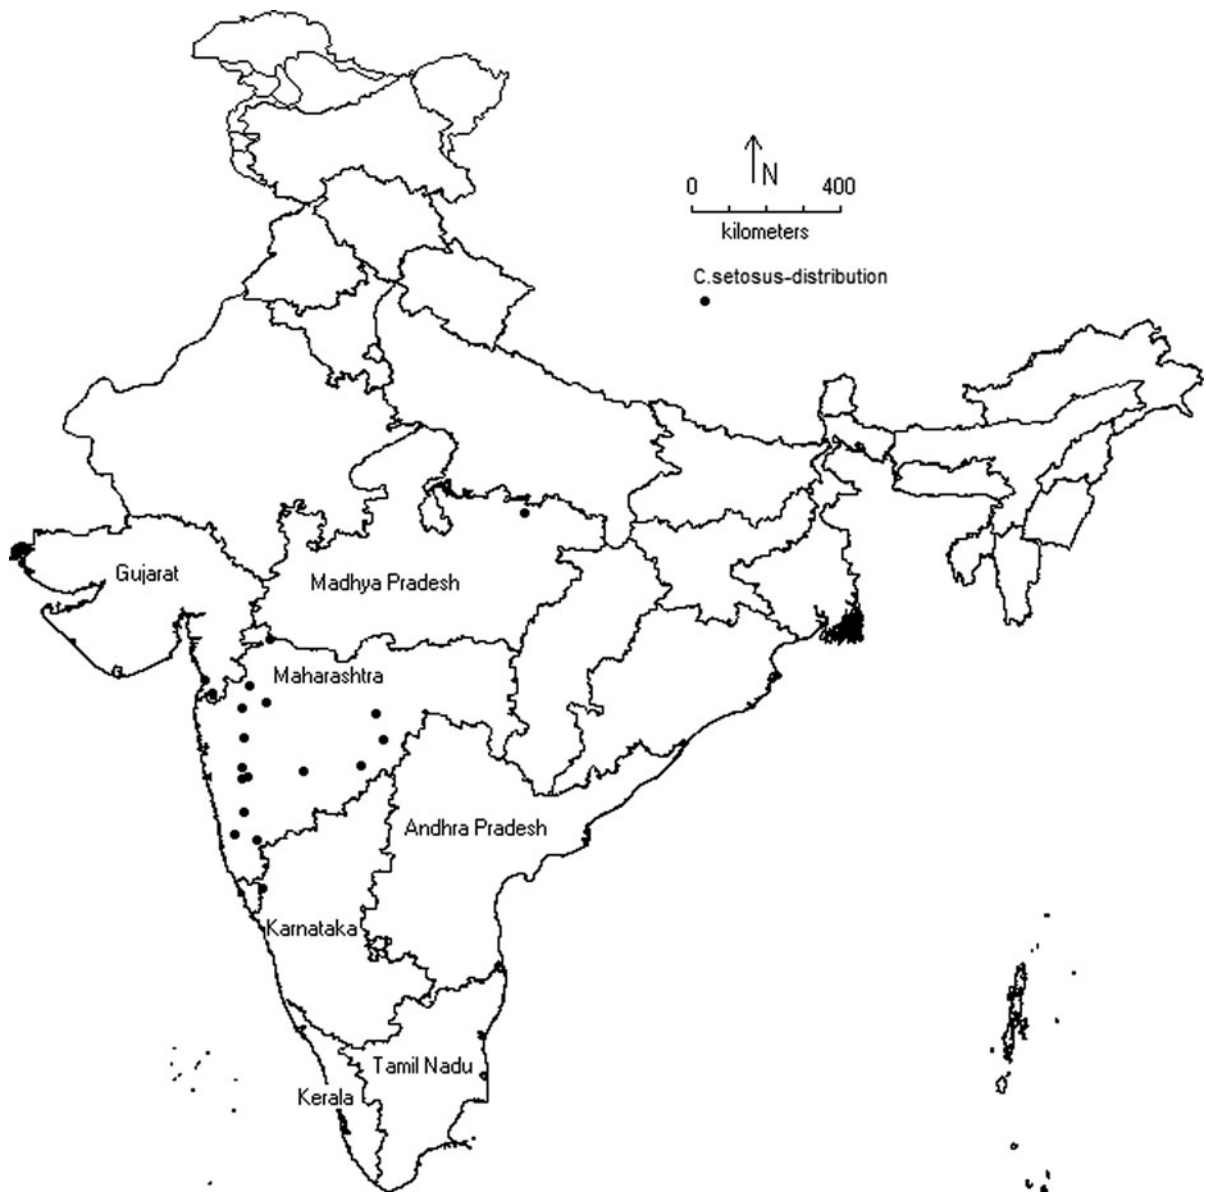 N
0 400
kilometers
C.setosus-distribution
Gujarat
Madhya Pradesh
Maharashtra
Andhra Pradesh
Karnataka
Tamil Nadu
Kerala